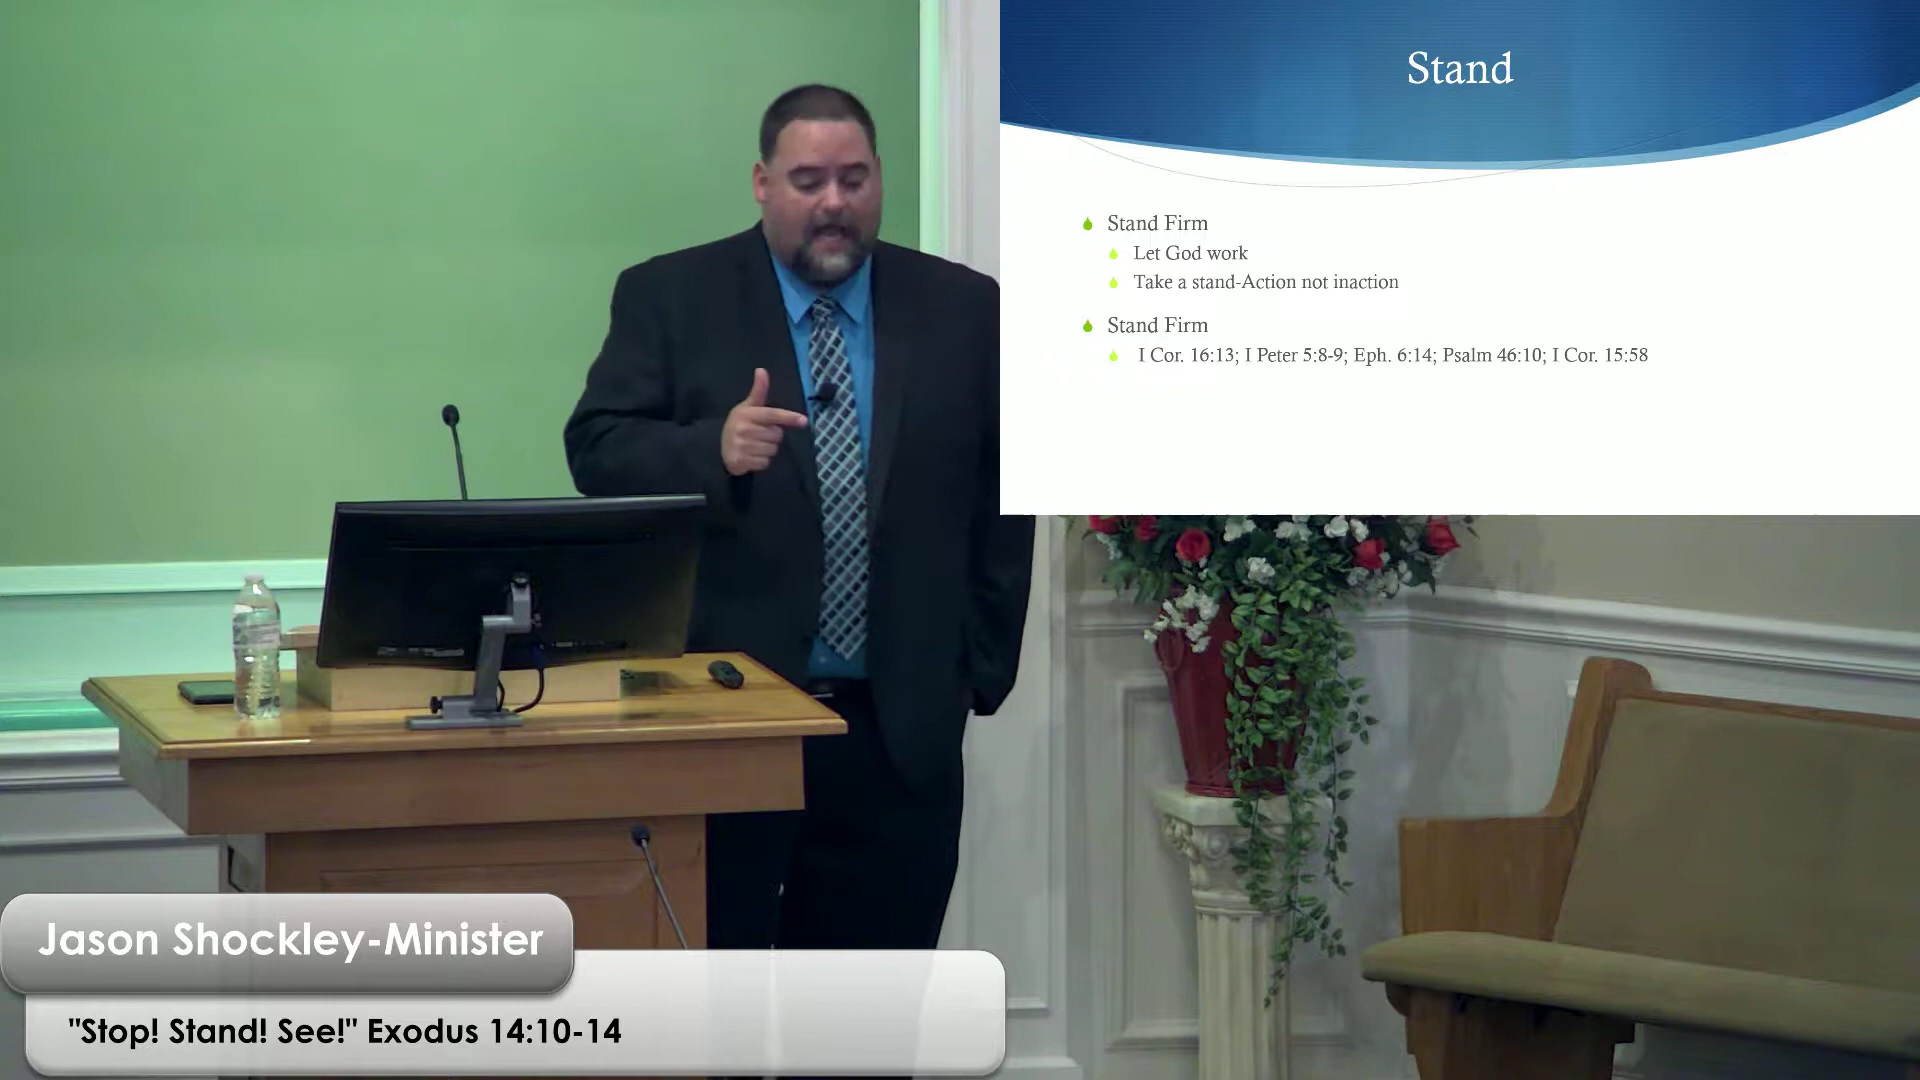 Stand
Stand Firm
Let God work
Take a stand-Action not inaction
Stand Firm
I Cor. 16:13; I Peter 5:8-9; Eph. 6:14; Psalm 46:10; I Cor. 15:58
Jason Shockley-Minister
"Stop! Stand! See!" Exodus 14:10-14